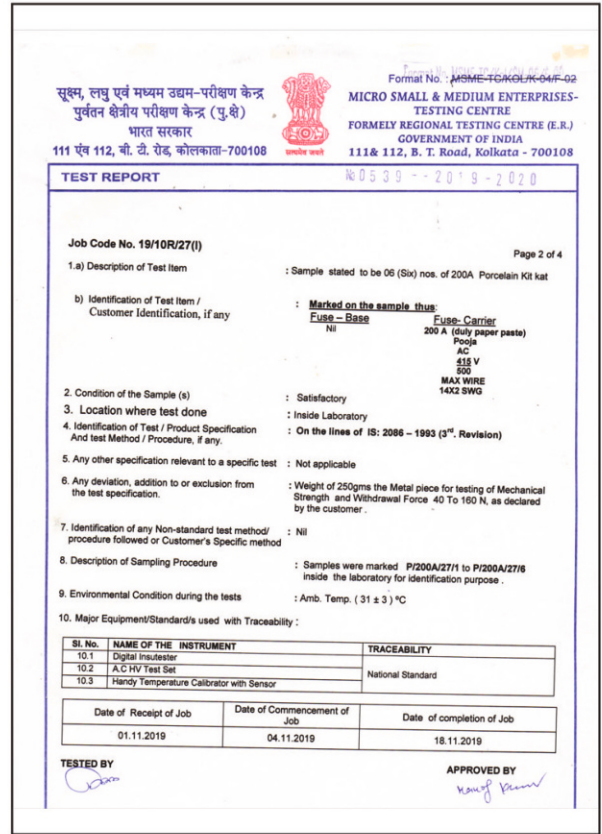 Format No. : MSME-TC/KOL/K-04/F-02
सूक्ष्म, लघु एवं मध्यम उद्यम-परीक्षण केन्द्र
पुर्वतन क्षेत्रीय परीक्षण केन्द्र (पु.क्षे)
भारत सरकार
111 एंव 112, बी. टी. रोड, कोलकाता-700108
सत्यमेव जयते
MICRO SMALL & MEDIUM ENTERPRISES-
TESTING CENTRE
FORMELY REGIONAL TESTING CENTRE (E.R.)
GOVERNMENT OF INDIA
111& 112, B. T. Road, Kolkata - 700108
TEST REPORT
№ 0539 -- 2019-2020
Job Code No. 19/10R/27(I)
Page 2 of 4
1.a) Description of Test Item : Sample stated to be 06 (Six) nos. of 200A Porcelain Kit kat
b) Identification of Test Item / : Marked on the sample thus:
Customer Identification, if any Fuse – Base Fuse- Carrier
Nil 200 A (duly paper paste)
Pooja
AC
415 V
500
MAX WIRE
14X2 SWG
2. Condition of the Sample (s) : Satisfactory
3. Location where test done : Inside Laboratory
4. Identification of Test / Product Specification : On the lines of IS: 2086 – 1993 (3rd. Revision)
And test Method / Procedure, if any.
5. Any other specification relevant to a specific test : Not applicable
6. Any deviation, addition to or exclusion from : Weight of 250gms the Metal piece for testing of Mechanical
the test specification. Strength and Withdrawal Force 40 To 160 N, as declared
by the customer .
7. Identification of any Non-standard test method/ : Nil
procedure followed or Customer's Specific method
8. Description of Sampling Procedure : Samples were marked P/200A/27/1 to P/200A/27/6
inside the laboratory for identification purpose .
9. Environmental Condition during the tests : Amb. Temp. ( 31 ± 3 ) ºC
10. Major Equipment/Standard/s used with Traceability :
Sl. No. NAME OF THE INSTRUMENT TRACEABILITY
10.1 Digital Insutester
10.2 A.C HV Test Set National Standard
10.3 Handy Temperature Calibrator with Sensor
Date of Receipt of Job Date of Commencement of Job Date of completion of Job
01.11.2019 04.11.2019 18.11.2019
TESTED BY APPROVED BY